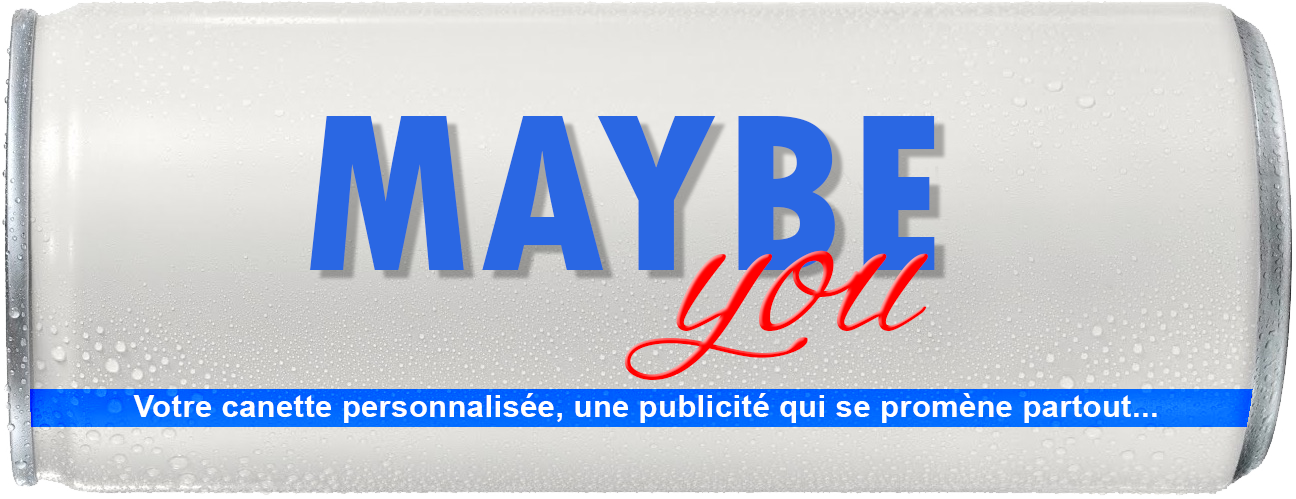 MAYBE
you
Votre canette personnalisée, une publicité qui se promène partout...